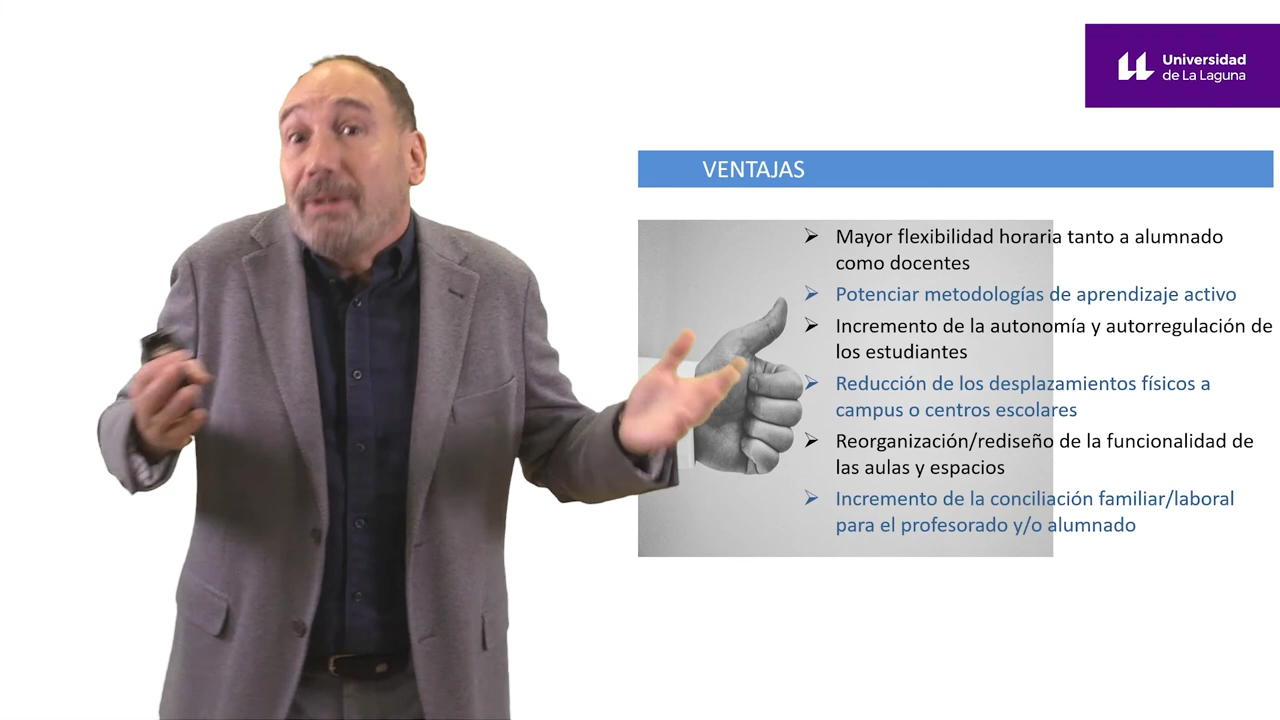 Universidad
de La Laguna
VENTAJAS
Mayor flexibilidad horaria tanto a alumnado
como docentes
Potenciar metodologías de aprendizaje activo
Incremento de la autonomía y autorregulación de
los estudiantes
Reducción de los desplazamientos físicos a
campus o centros escolares
Reorganización/rediseño de la funcionalidad de
las aulas y espacios
Incremento de la conciliación familiar/laboral
para el profesorado y/o alumnado